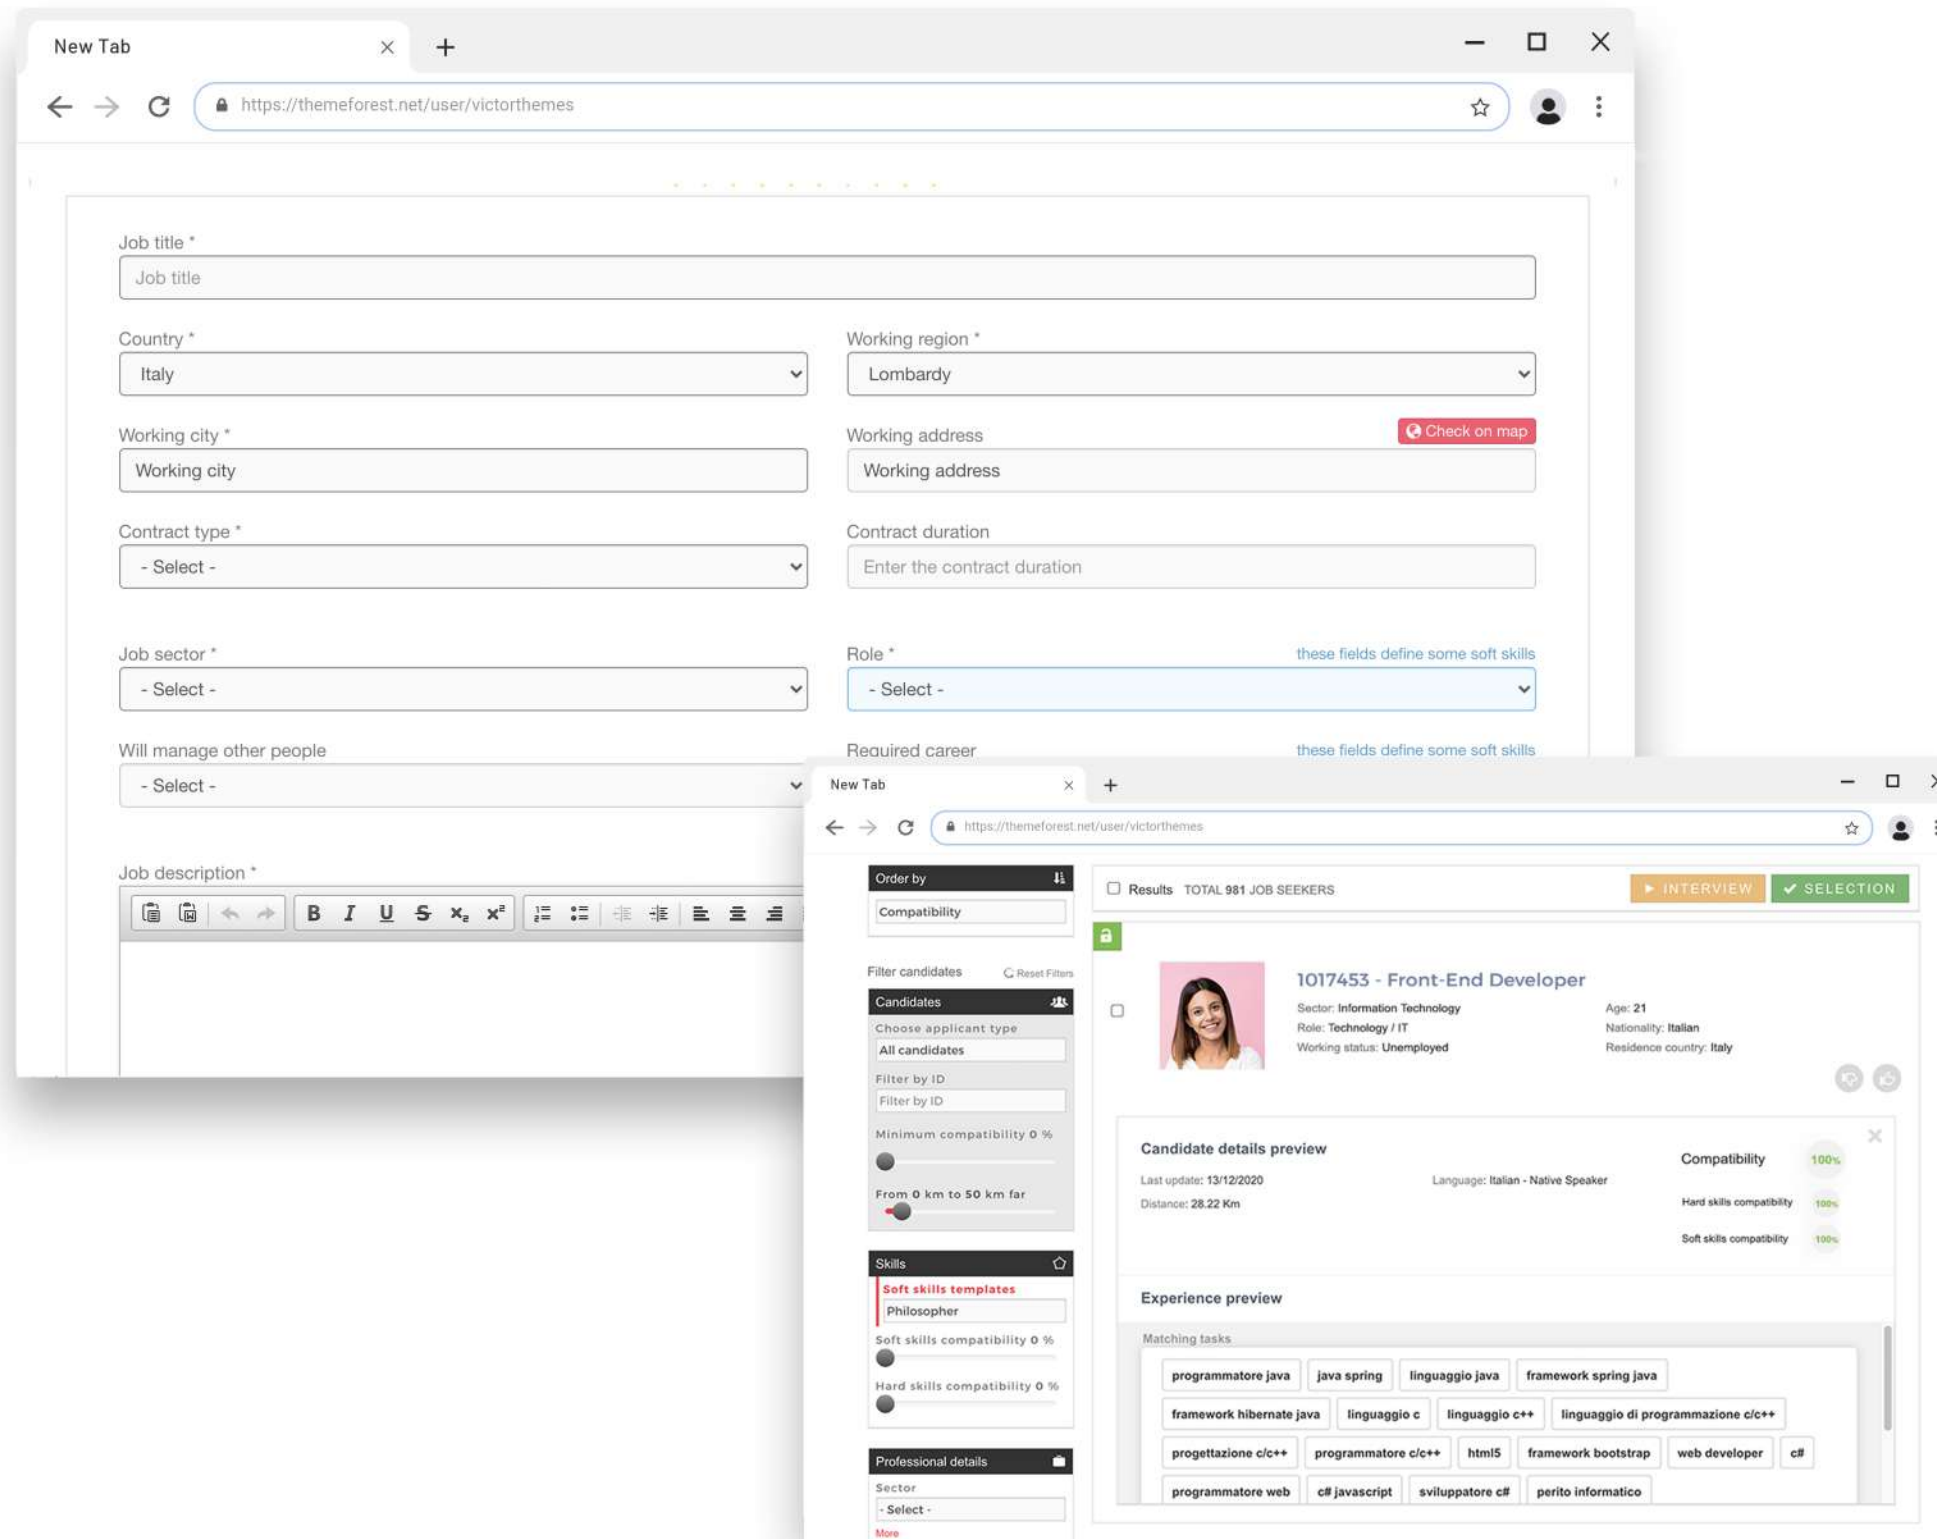 New Tab
https://themeforest.net/user/victorthemes
Job title *
Job title
Country *
Working region *
Italy
Lombardy
Working city *
Working address
Check on map
Working city
Working address
Contract type *
Contract duration
- Select -
Enter the contract duration
Job sector *
Role *
these fields define some soft skills
- Select -
- Select -
Will manage other people
Required career
these fields define some soft skills
- Select -
Job description *
New Tab
https://themeforest.net/user/victorthemes
Order by
Compatibility
Filter candidates
Reset Filters
Candidates
Choose applicant type
All candidates
Filter by ID
Filter by ID
Minimum compatibility 0 %
From 0 km to 50 km far
Skills
Soft skills templates
Philosopher
Soft skills compatibility 0 %
Hard skills compatibility 0 %
Professional details
Sector
- Select -
More
Results TOTAL 981 JOB SEEKERS
INTERVIEW
SELECTION
1017453 - Front-End Developer
Sector: Information Technology
Age: 21
Role: Technology / IT
Nationality: Italian
Working status: Unemployed
Residence country: Italy
Candidate details preview
Last update: 13/12/2020
Language: Italian - Native Speaker
Distance: 28.22 Km
Compatibility 100%
Hard skills compatibility 100%
Soft skills compatibility 100%
Experience preview
Matching tasks
programmatore java java spring linguaggio java framework spring java
framework hibernate java linguaggio c linguaggio c++ linguaggio di programmazione c/c++
progettazione c/c++ programmatore c/c++ html5 framework bootstrap web developer c#
programmatore web c# javascript sviluppatore c# perito informatico